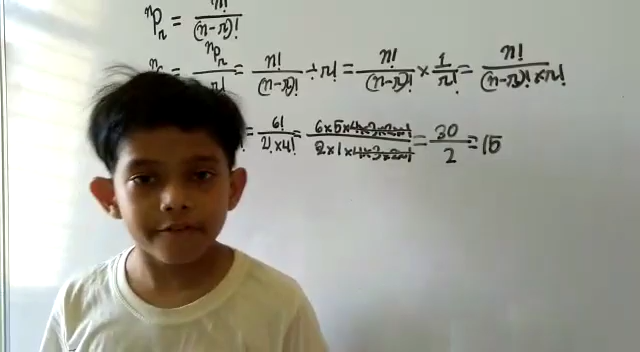 ⁿPᵣ = n!/(n-r)!
ⁿPᵣ/r! = n!/(n-r)! ÷ r! = n!/(n-r)! × 1/r! = n!/((n-r)! × r!)
= 6!/(2! × 4!) = (6×5×4×3×2×1)/(2×1×4×3×2×1) = 30/2 = 15